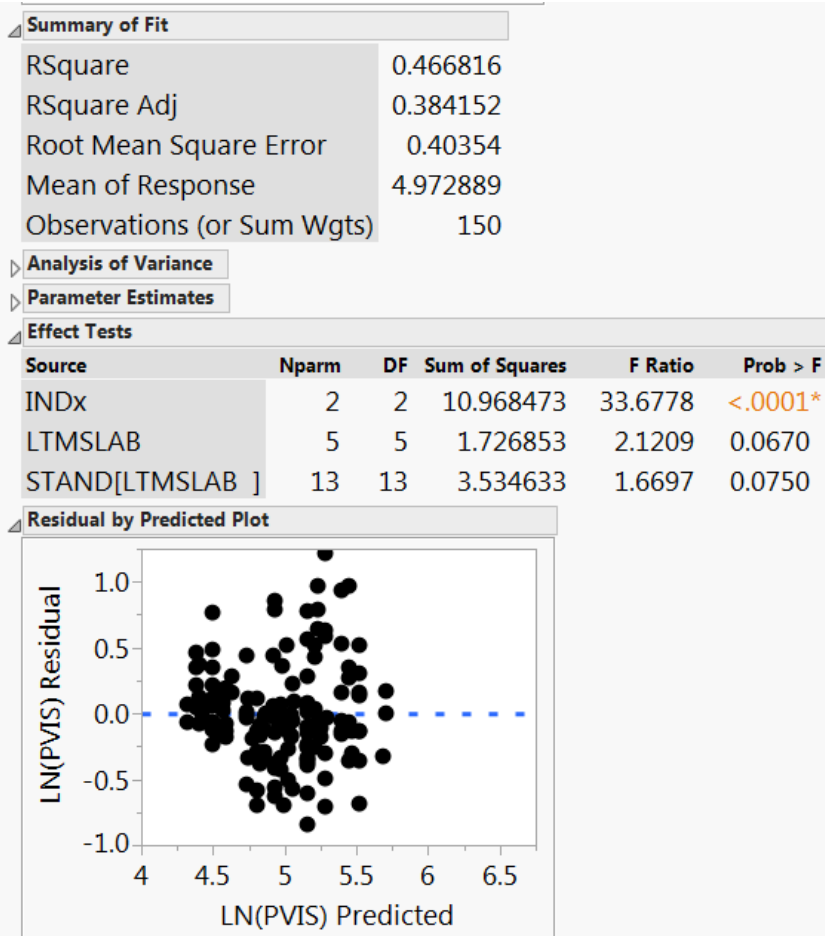 Summary of Fit
RSquare 0.466816
RSquare Adj 0.384152
Root Mean Square Error 0.40354
Mean of Response 4.972889
Observations (or Sum Wgts) 150
Analysis of Variance
Parameter Estimates
Effect Tests
Source Nparm DF Sum of Squares F Ratio Prob > F
INDx 2 2 10.968473 33.6778 <.0001*
LTMSLAB 5 5 1.726853 2.1209 0.0670
STAND[LTMSLAB ] 13 13 3.534633 1.6697 0.0750
Residual by Predicted Plot
LN(PVIS) Residual
1.0
0.5
0.0
-0.5
-1.0
4 4.5 5 5.5 6 6.5
LN(PVIS) Predicted